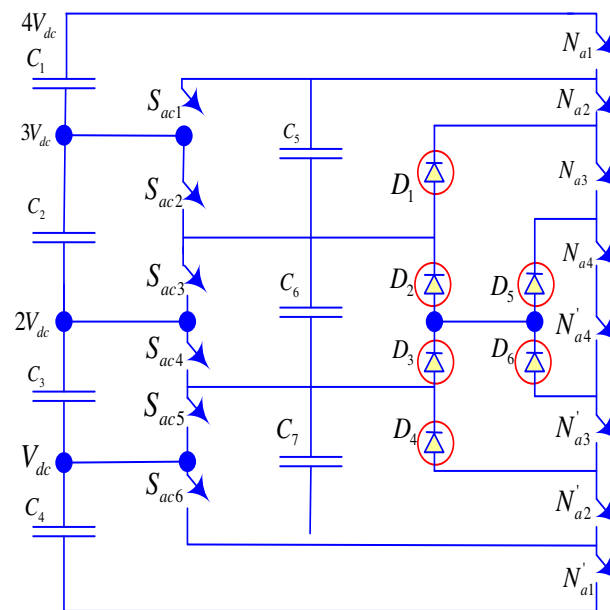 4V_dc
C_1
N_a1
S_ac1
N_a2
C_5
3V_dc
D_1
N_a3
S_ac2
C_2
N_a4
S_ac3
D_2
D_5
C_6
2V_dc
N'_a4
S_ac4
D_3
D_6
C_3
S_ac5
C_7
D_4
N'_a3
V_dc
S_ac6
C_4
N'_a2
N'_a1